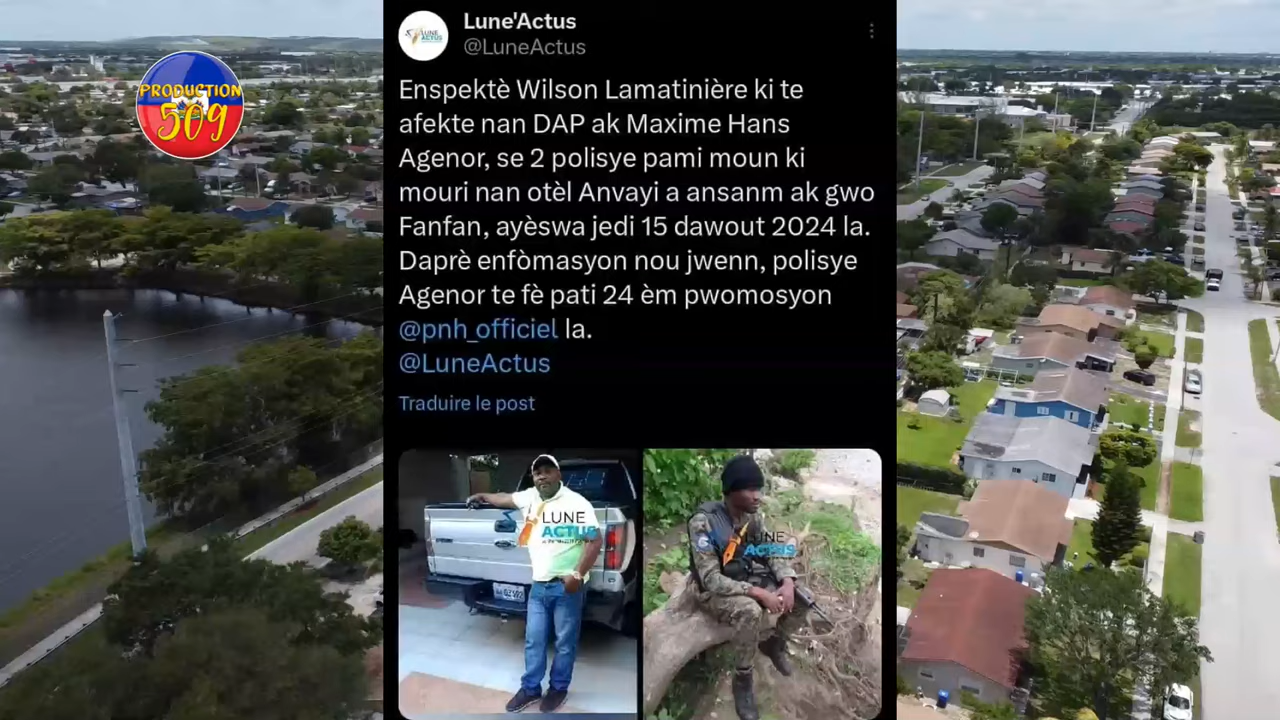 PRODUCTION
509
Lune'Actus
@LuneActus
Enspektè Wilson Lamatinière ki te
afekte nan DAP ak Maxime Hans
Agenor, se 2 polisye pami moun ki
mouri nan otèl Anvayi a ansanm ak gwo
Fanfan, ayèswa jedi 15 dawout 2024 la.
Daprè enfòmasyon nou jwenn, polisye
Agenor te fè pati 24 èm pwomosyon
@pnh_officiel la.
@LuneActus
Traduire le post
LUNE
ACTUS
LUNE
ACTUS